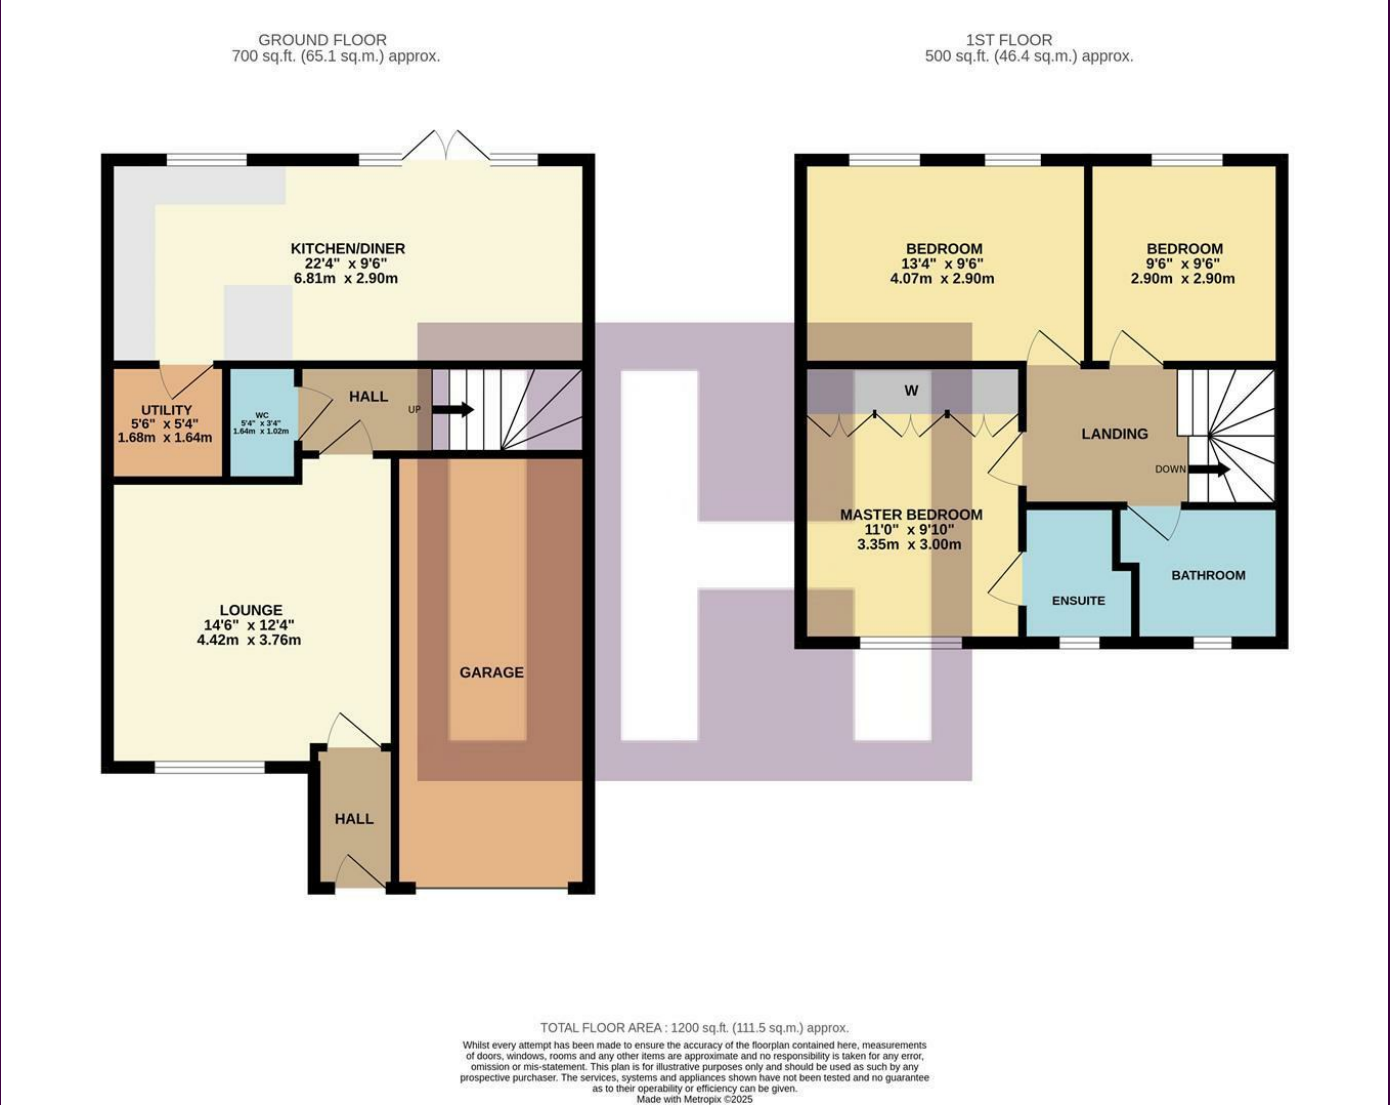 GROUND FLOOR
700 sq.ft. (65.1 sq.m.) approx.
1ST FLOOR
500 sq.ft. (46.4 sq.m.) approx.
KITCHEN/DINER
22'4" x 9'6"
6.81m x 2.90m
UTILITY
5'6" x 5'4"
1.68m x 1.64m
WC
5'4" x 3'4"
1.64m x 1.02m
HALL
UP
LOUNGE
14'6" x 12'4"
4.42m x 3.76m
GARAGE
HALL
BEDROOM
13'4" x 9'6"
4.07m x 2.90m
BEDROOM
9'6" x 9'6"
2.90m x 2.90m
W
LANDING
DOWN
MASTER BEDROOM
11'0" x 9'10"
3.35m x 3.00m
ENSUITE
BATHROOM
TOTAL FLOOR AREA : 1200 sq.ft. (111.5 sq.m.) approx.
Whilst every attempt has been made to ensure the accuracy of the floorplan contained here, measurements
of doors, windows, rooms and any other items are approximate and no responsibility is taken for any error,
omission or mis-statement. This plan is for illustrative purposes only and should be used as such by any
prospective purchaser. The services, systems and appliances shown have not been tested and no guarantee
as to their operability or efficiency can be given.
Made with Metropix ©2025